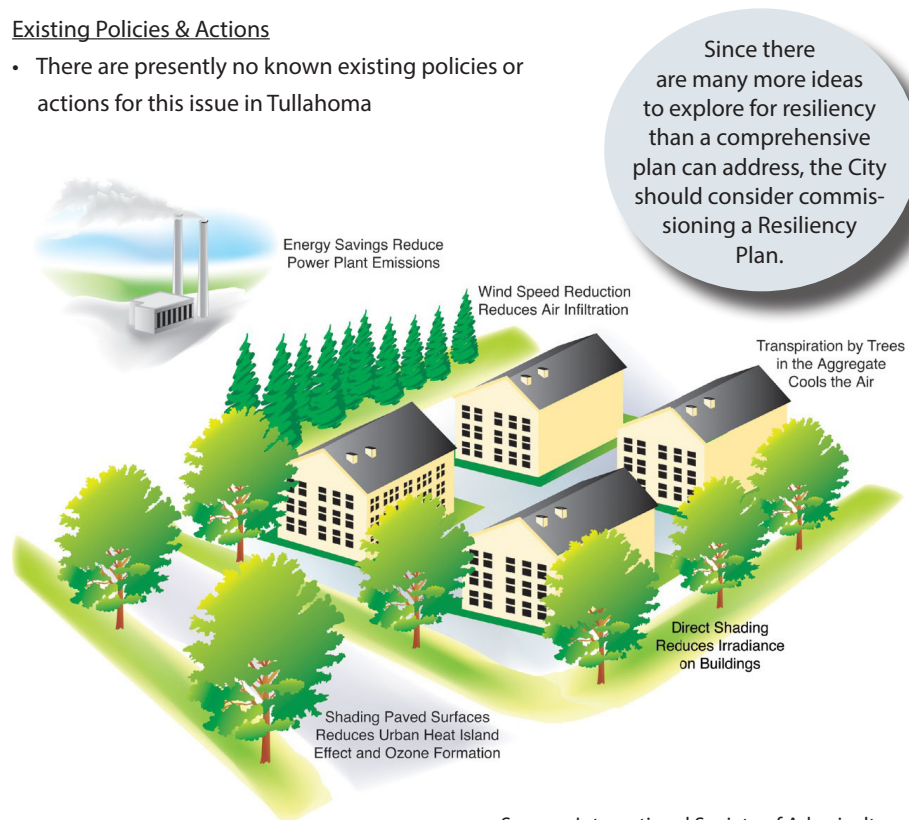 Existing Policies & Actions
• There are presently no known existing policies or
actions for this issue in Tullahoma
Since there
are many more ideas
to explore for resiliency
than a comprehensive
plan can address, the City
should consider commis-
sioning a Resiliency
Plan.
Energy Savings Reduce
Power Plant Emissions
Wind Speed Reduction
Reduces Air Infiltration
Transpiration by Trees
in the Aggregate
Cools the Air
Direct Shading
Reduces Irradiance
on Buildings
Shading Paved Surfaces
Reduces Urban Heat Island
Effect and Ozone Formation